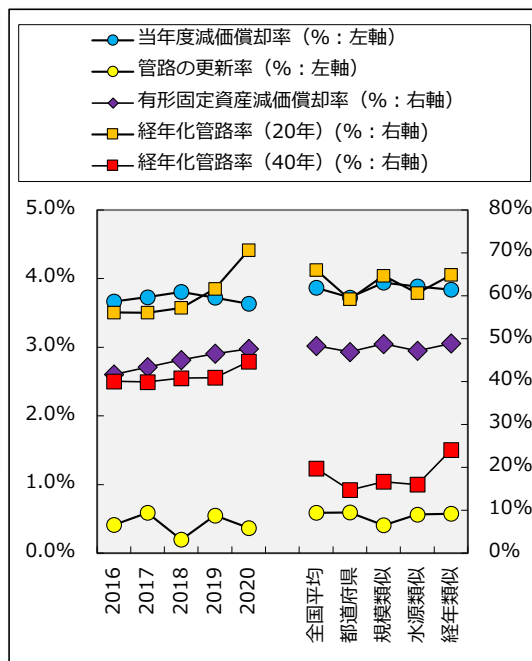 当年度減価償却率（%：左軸）
管路の更新率（%：左軸）
有形固定資産減価償却率（%：右軸）
経年化管路率（20年）(%：右軸)
経年化管路率（40年）(%：右軸)
5.0%
4.0%
3.0%
2.0%
1.0%
0.0%
80%
70%
60%
50%
40%
30%
20%
10%
0%
2016
2017
2018
2019
2020
全国平均
都道府県
規模類似
水源類似
経年類似